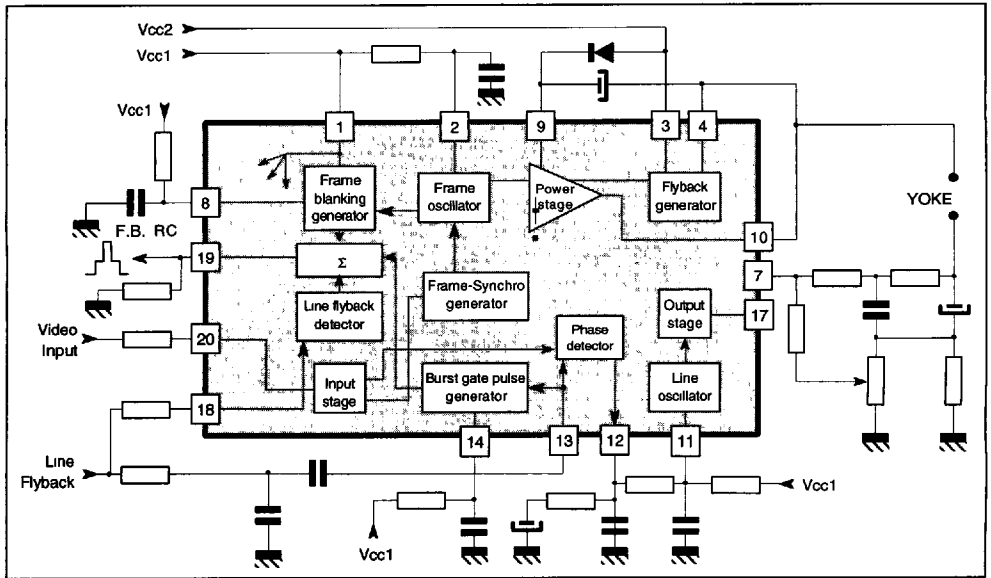 Vcc2
Vcc1
Vcc1
1
2
9
3
4
8
Frame
blanking
generator
Frame
oscillator
Power
stage
Flyback
generator
YOKE
F.B. RC
10
19
Σ
7
Frame-Synchro
generator
Line flyback
detector
Output
stage
17
Video
Input
20
Phase
detector
Input
stage
Burst gate pulse
generator
Line
oscillator
18
14
13
12
11
Line
Flyback
Vcc1
Vcc1